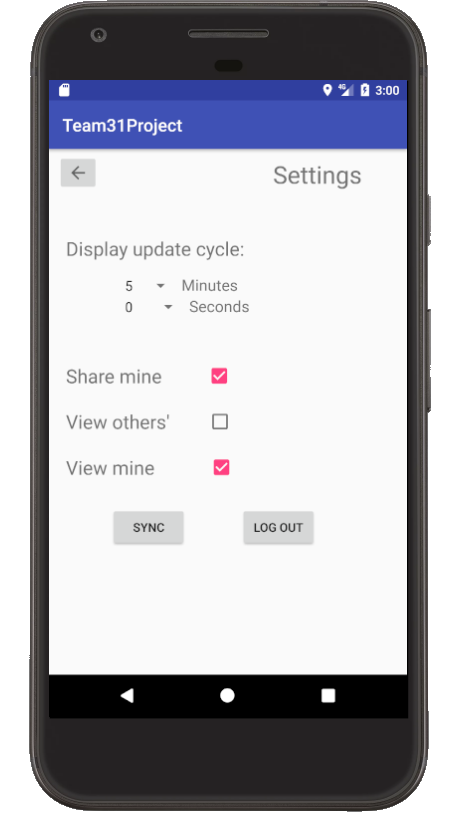 4G 3:00
Team31Project
Settings
Display update cycle:
5 Minutes
0 Seconds
Share mine
View others'
View mine
SYNC LOG OUT